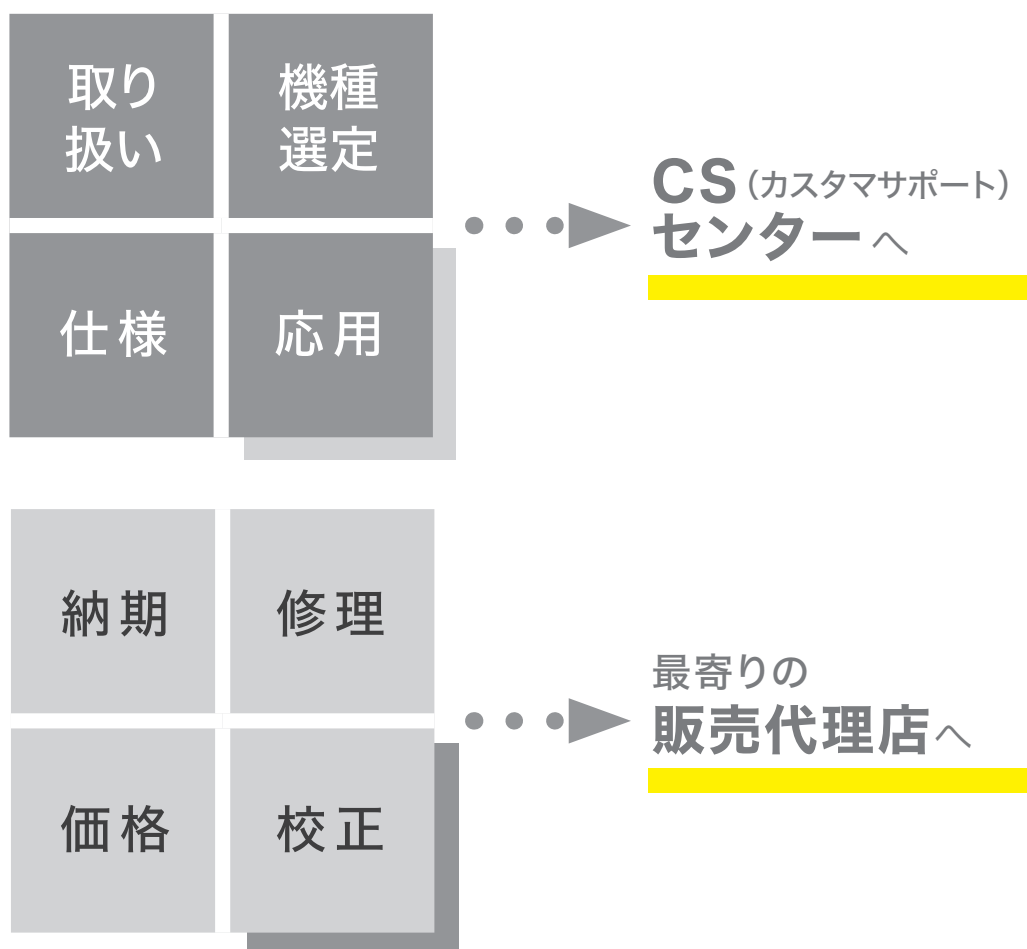 取り
扱い
機種
選定
仕様
応用
CS(カスタマサポート)
センターへ
納期
修理
価格
校正
最寄りの
販売代理店へ